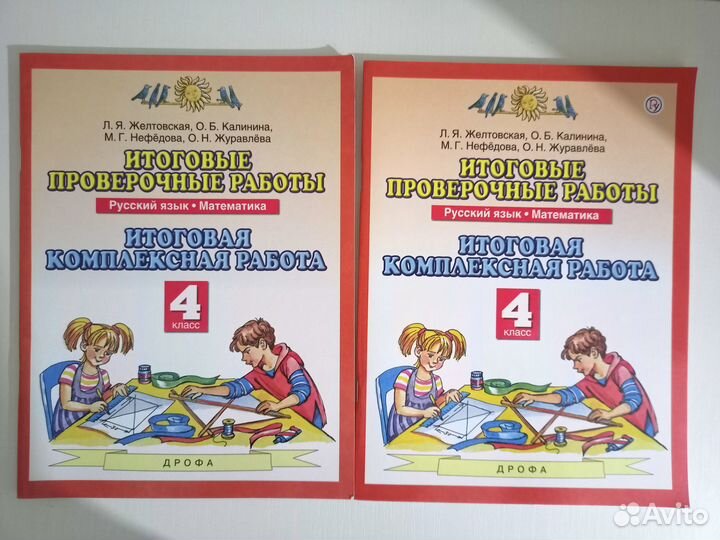 Л. Я. Желтовская, О. Б. Калинина,
М. Г. Нефёдова, О. Н. Журавлёва
ИТОГОВЫЕ
ПРОВЕРОЧНЫЕ РАБОТЫ
Русский язык • Математика
ИТОГОВАЯ
КОМПЛЕКСНАЯ РАБОТА
4
КЛАСС
ДРОФА
Л. Я. Желтовская, О. Б. Калинина,
М. Г. Нефёдова, О. Н. Журавлёва
ИТОГОВЫЕ
ПРОВЕРОЧНЫЕ РАБОТЫ
Русский язык • Математика
ИТОГОВАЯ
КОМПЛЕКСНАЯ РАБОТА
4
КЛАСС
ДРОФА
Avito